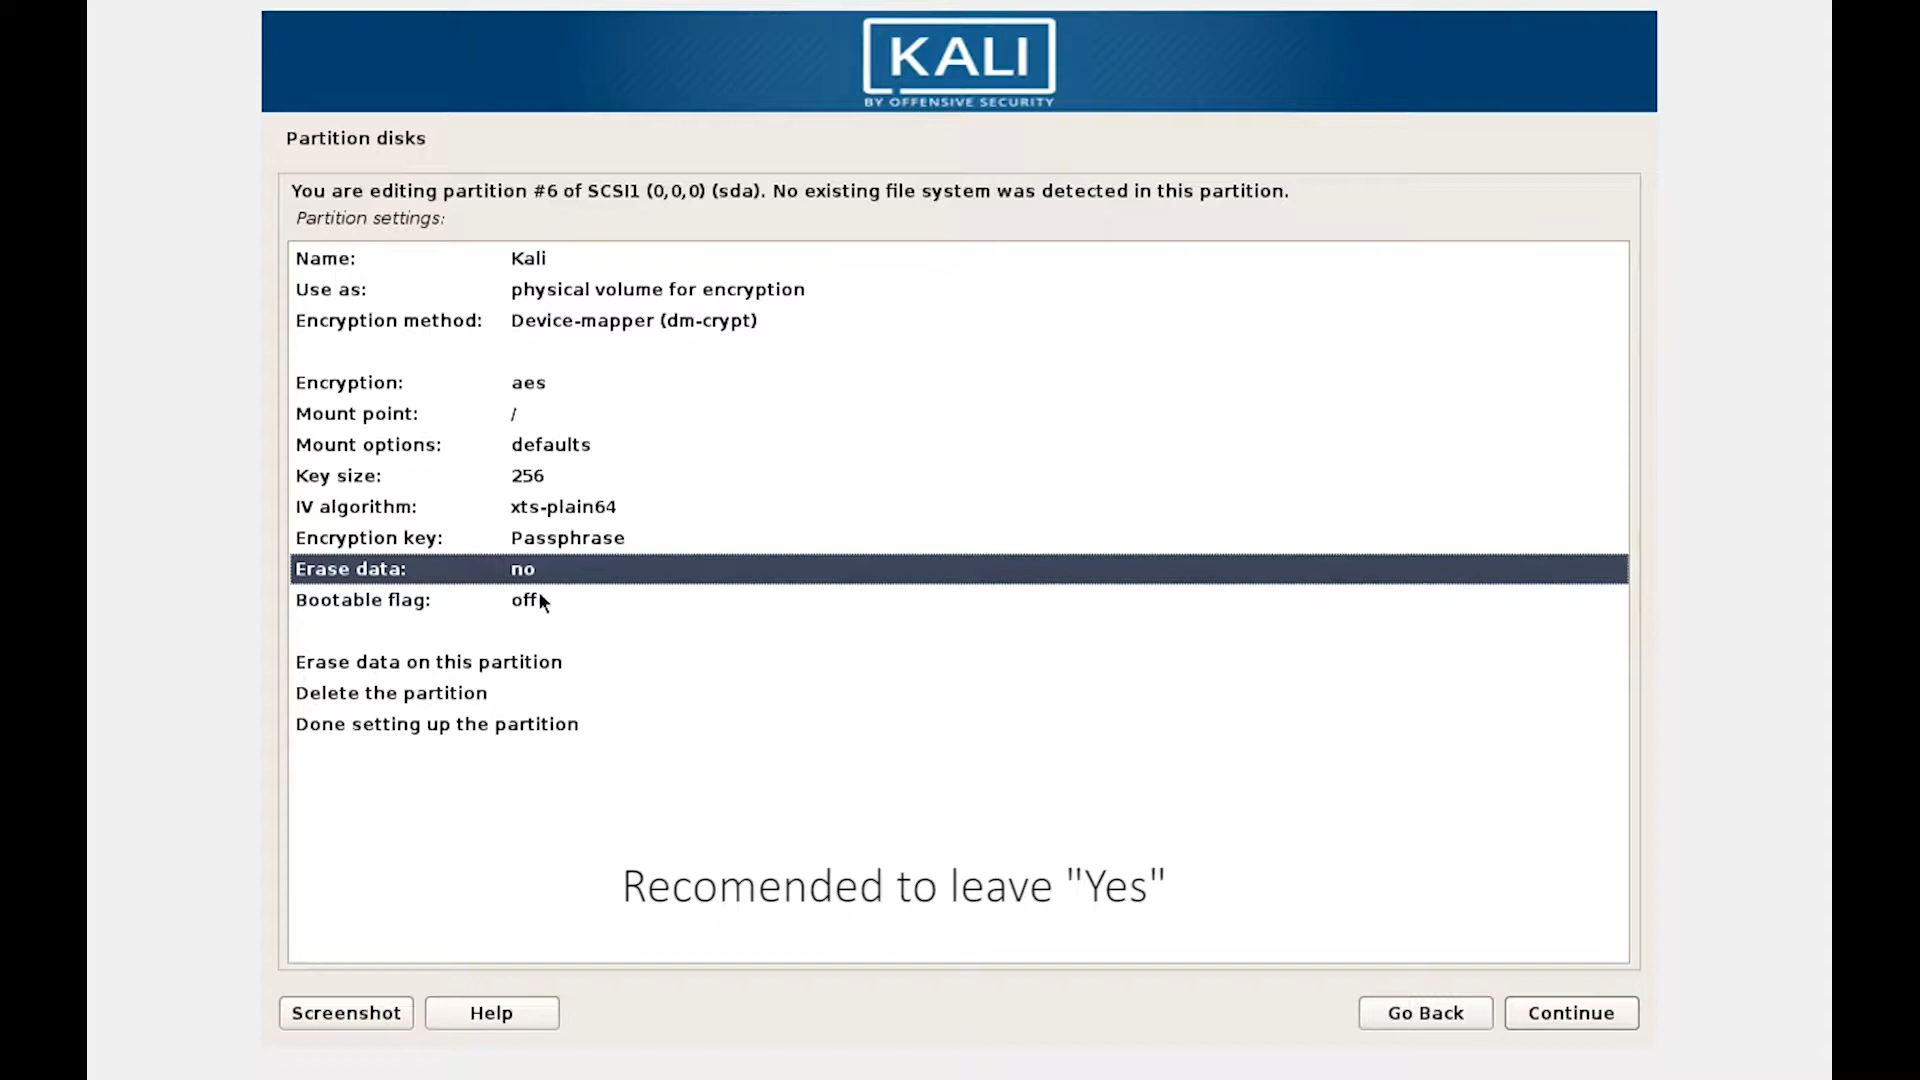 KALI
BY OFFENSIVE SECURITY
Partition disks
You are editing partition #6 of SCSI1 (0,0,0) (sda). No existing file system was detected in this partition.
Partition settings:
Name: Kali
Use as: physical volume for encryption
Encryption method: Device-mapper (dm-crypt)
Encryption: aes
Mount point: /
Mount options: defaults
Key size: 256
IV algorithm: xts-plain64
Encryption key: Passphrase
Erase data: no
Bootable flag: off
Erase data on this partition
Delete the partition
Done setting up the partition
Recomended to leave "Yes"
Screenshot Help Go Back Continue